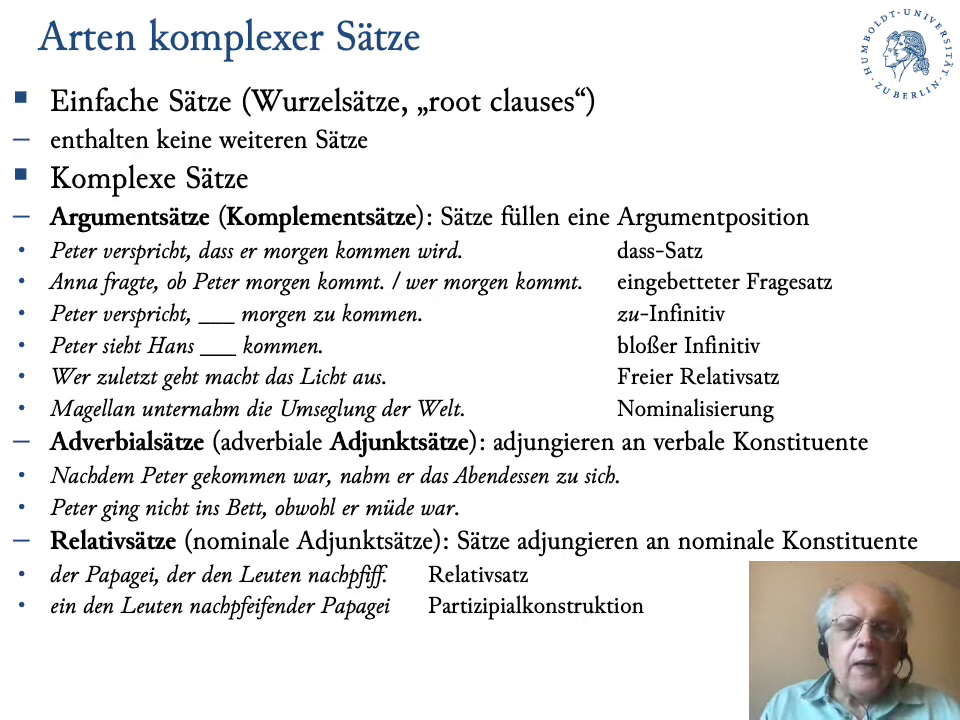 Arten komplexer Sätze
HUMBOLDT-UNIVERSITÄT · ZU BERLIN ·
Einfache Sätze (Wurzelsätze, „root clauses“)
– enthalten keine weiteren Sätze
Komplexe Sätze
– Argumentsätze (Komplementsätze): Sätze füllen eine Argumentposition
• Peter verspricht, dass er morgen kommen wird. dass-Satz
• Anna fragte, ob Peter morgen kommt. / wer morgen kommt. eingebetteter Fragesatz
• Peter verspricht, ___ morgen zu kommen. zu-Infinitiv
• Peter sieht Hans ___ kommen. bloßer Infinitiv
• Wer zuletzt geht macht das Licht aus. Freier Relativsatz
• Magellan unternahm die Umseglung der Welt. Nominalisierung
– Adverbialsätze (adverbiale Adjunktsätze): adjungieren an verbale Konstituente
• Nachdem Peter gekommen war, nahm er das Abendessen zu sich.
• Peter ging nicht ins Bett, obwohl er müde war.
– Relativsätze (nominale Adjunktsätze): Sätze adjungieren an nominale Konstituente
• der Papagei, der den Leuten nachpfiff. Relativsatz
• ein den Leuten nachpfeifender Papagei Partizipialkonstruktion